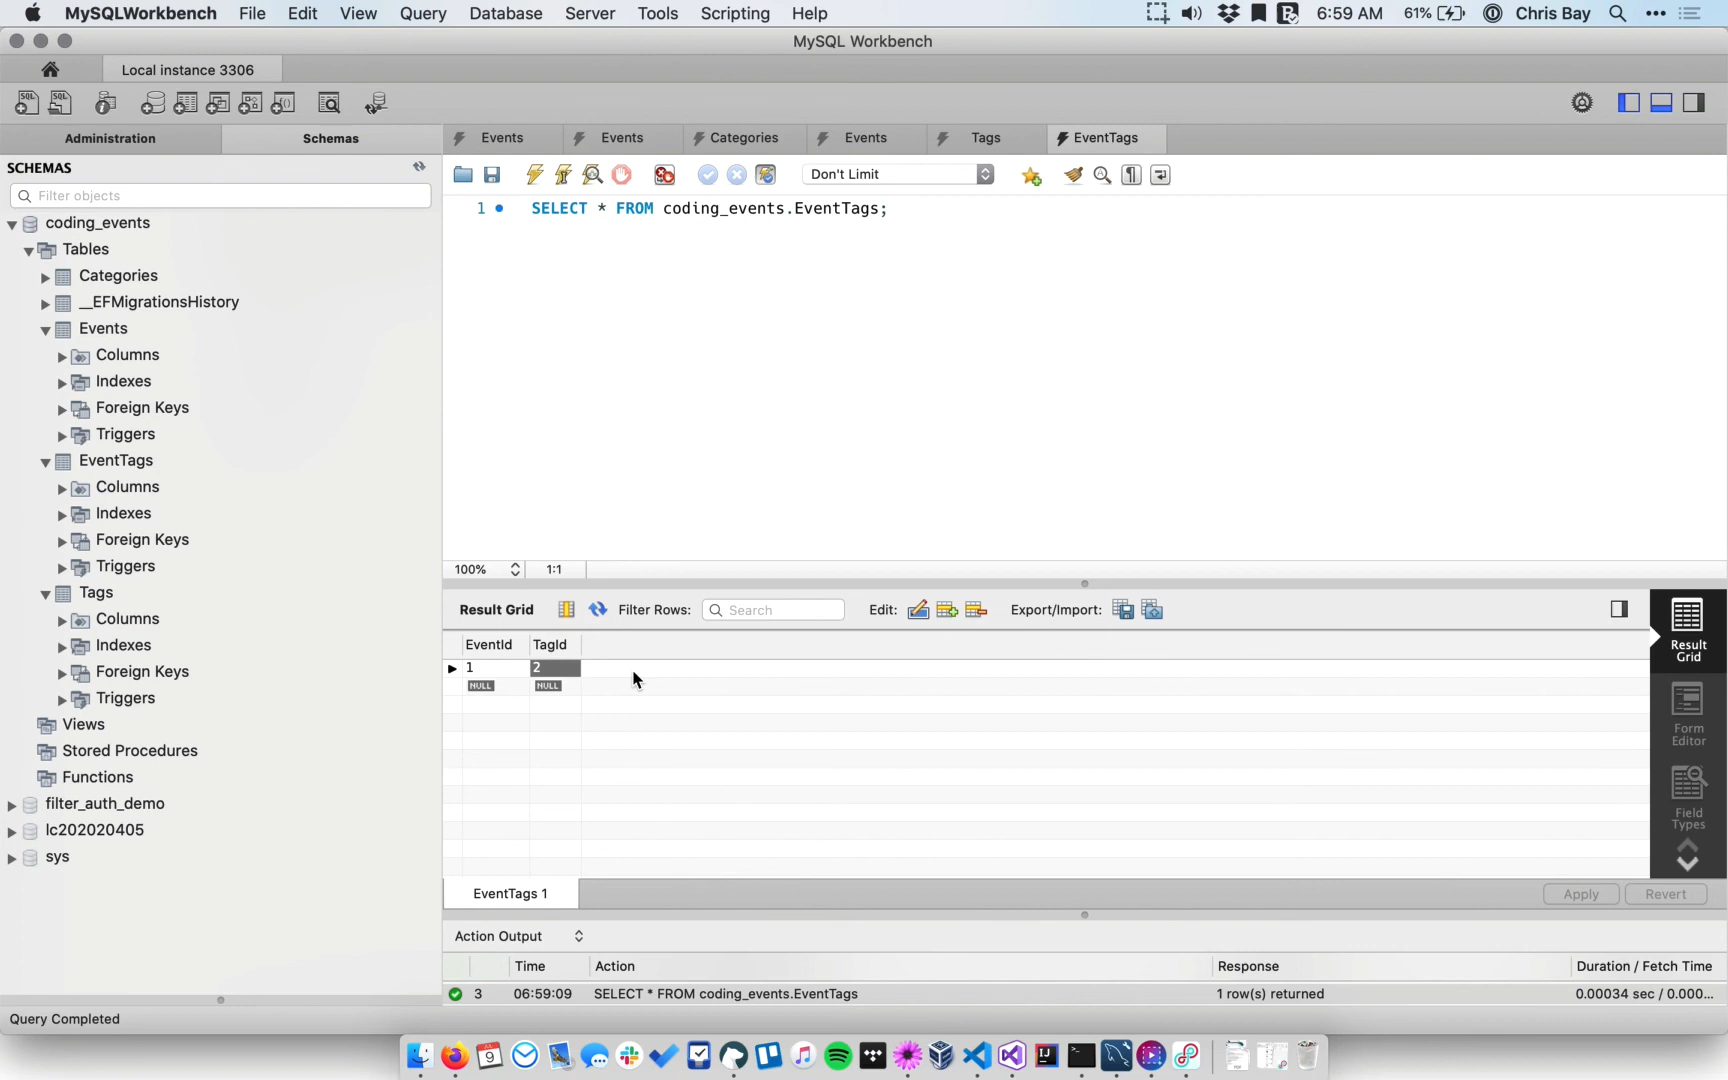 MySQLWorkbench File Edit View Query Database Server Tools Scripting Help 6:59 AM 61% Chris Bay
MySQL Workbench
Local instance 3306
Administration Schemas
Events Events Categories Events Tags EventTags
SCHEMAS
Filter objects
Don't Limit
1 SELECT * FROM coding_events.EventTags;
coding_events
Tables
Categories
__EFMigrationsHistory
Events
Columns
Indexes
Foreign Keys
Triggers
EventTags
Columns
Indexes
Foreign Keys
Triggers
Tags
Columns
Indexes
Foreign Keys
Triggers
Views
Stored Procedures
Functions
filter_auth_demo
lc202020405
sys
100% 1:1
Result Grid Filter Rows: Search Edit: Export/Import:
EventId TagId
1 2
NULL NULL
Result Grid
Form Editor
Field Types
EventTags 1 Apply Revert
Action Output
Time Action Response Duration / Fetch Time
3 06:59:09 SELECT * FROM coding_events.EventTags 1 row(s) returned 0.00034 sec / 0.000...
Query Completed